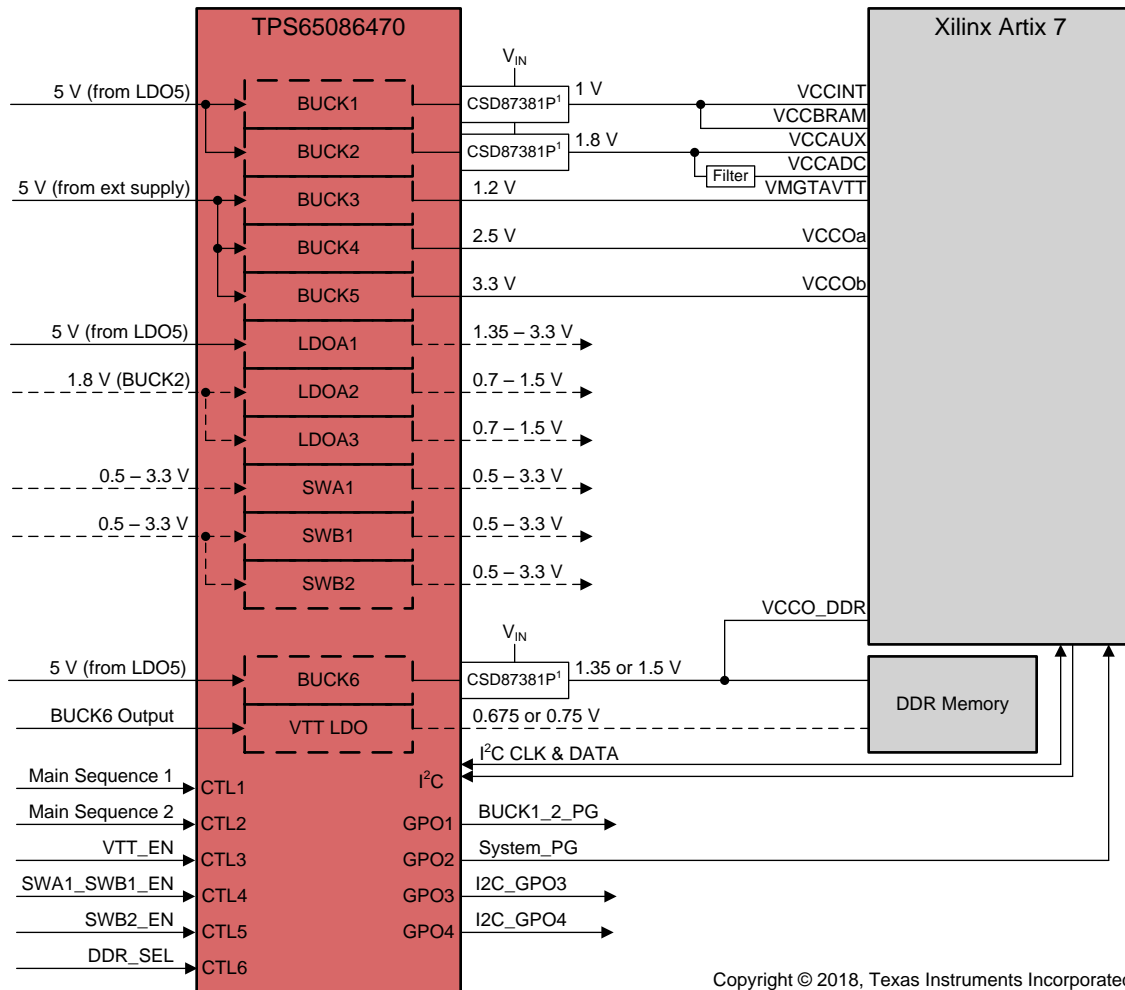 TPS65086470
Xilinx Artix 7
VIN
5 V (from LDO5)
BUCK1
CSD87381P1
1 V
VCCINT
VCCBRAM
BUCK2
CSD87381P1
1.8 V
VCCAUX
VCCADC
Filter
5 V (from ext supply)
BUCK3
1.2 V
VMGTAVTT
BUCK4
2.5 V
VCCOa
BUCK5
3.3 V
VCCOb
5 V (from LDO5)
LDOA1
1.35 – 3.3 V
1.8 V (BUCK2)
LDOA2
0.7 – 1.5 V
LDOA3
0.7 – 1.5 V
0.5 – 3.3 V
SWA1
0.5 – 3.3 V
0.5 – 3.3 V
SWB1
0.5 – 3.3 V
SWB2
0.5 – 3.3 V
VCCO_DDR
VIN
5 V (from LDO5)
BUCK6
CSD87381P1
1.35 or 1.5 V
DDR Memory
BUCK6 Output
VTT LDO
0.675 or 0.75 V
I2C CLK & DATA
Main Sequence 1
CTL1
I2C
Main Sequence 2
CTL2
GPO1
BUCK1_2_PG
VTT_EN
CTL3
GPO2
System_PG
SWA1_SWB1_EN
CTL4
GPO3
I2C_GPO3
SWB2_EN
CTL5
GPO4
I2C_GPO4
DDR_SEL
CTL6
Copyright © 2018, Texas Instruments Incorporated